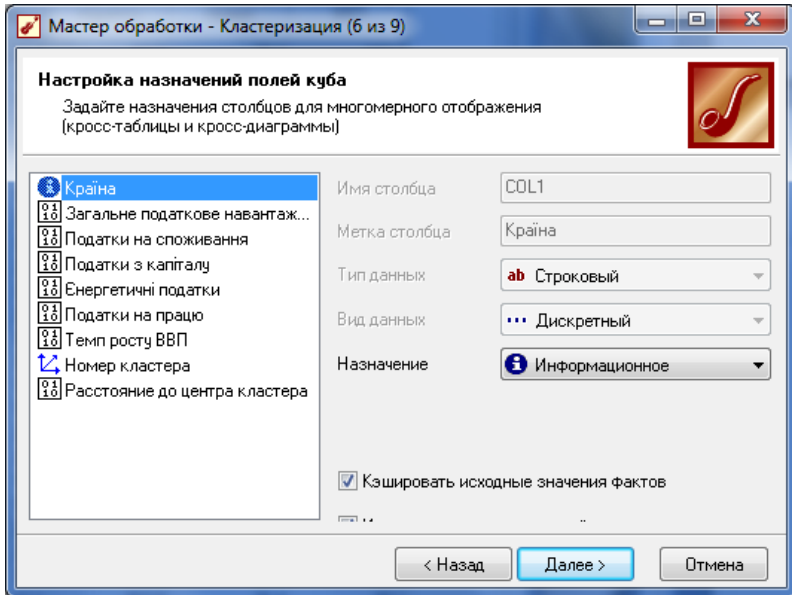 Мастер обработки - Кластеризация (6 из 9)
Настройка назначений полей куба
Задайте назначения столбцов для многомерного отображения
(кросс-таблицы и кросс-диаграммы)
Країна
Загальне податкове навантаж...
Податки на споживання
Податки з капіталу
Єнергетичні податки
Податки на працю
Темп росту ВВП
Номер кластера
Расстояние до центра кластера
Имя столбца
COL1
Метка столбца
Країна
Тип данных
ab Строковый
Вид данных
Дискретный
Назначение
Информационное
Кэшировать исходные значения фактов
< Назад
Далее >
Отмена